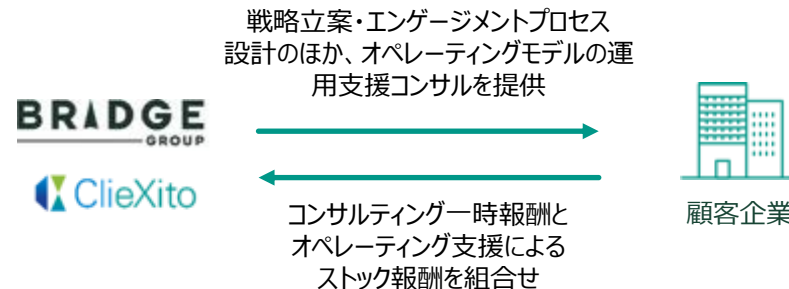 戦略立案・エンゲージメントプロセス
設計のほか、オペレーティングモデルの運
用支援コンサルを提供
BRIDGE
GROUP
ClieXito
コンサルティング一時報酬と
オペレーティング支援による
ストック報酬を組合せ
顧客企業